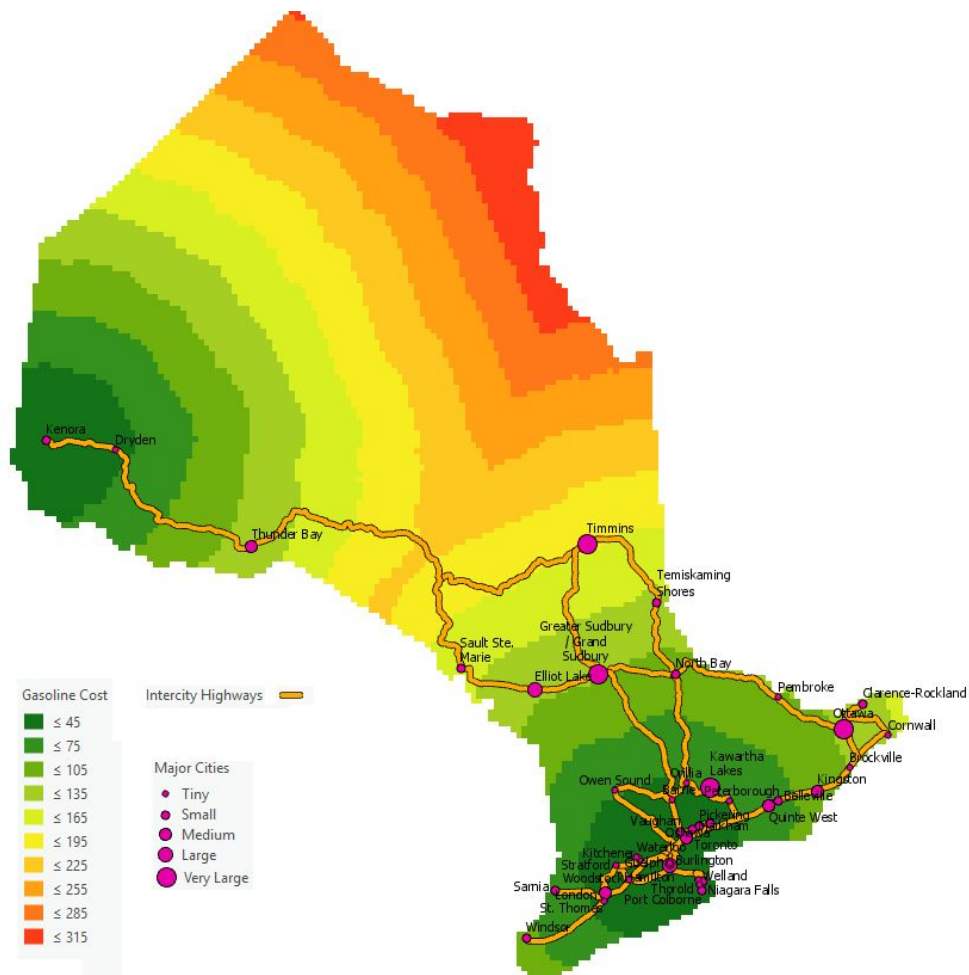 Kenora
Dryden
Thunder Bay
Timmins
Temiskaming
Shores
Greater Sudbury
/ Grand
Sudbury
Sault Ste.
Marie
Elliot Lake
North Bay
Pembroke
Clarence-Rockland
Ottawa
Cornwall
Brockville
Kingston
Belleville
Quinte West
Kawartha
Lakes
Orillia
Peterborough
Owen Sound
Barrie
Pickering
Vaughan
Markham
Toronto
Waterloo
Kitchener
Burlington
Stratford
Hamilton
Woodstock
Welland
Thorold
Niagara Falls
Port Colborne
Sarnia
London
St. Thomas
Windsor
Gasoline Cost
≤ 45
≤ 75
≤ 105
≤ 135
≤ 165
≤ 195
≤ 225
≤ 255
≤ 285
≤ 315
Intercity Highways
Major Cities
Tiny
Small
Medium
Large
Very Large